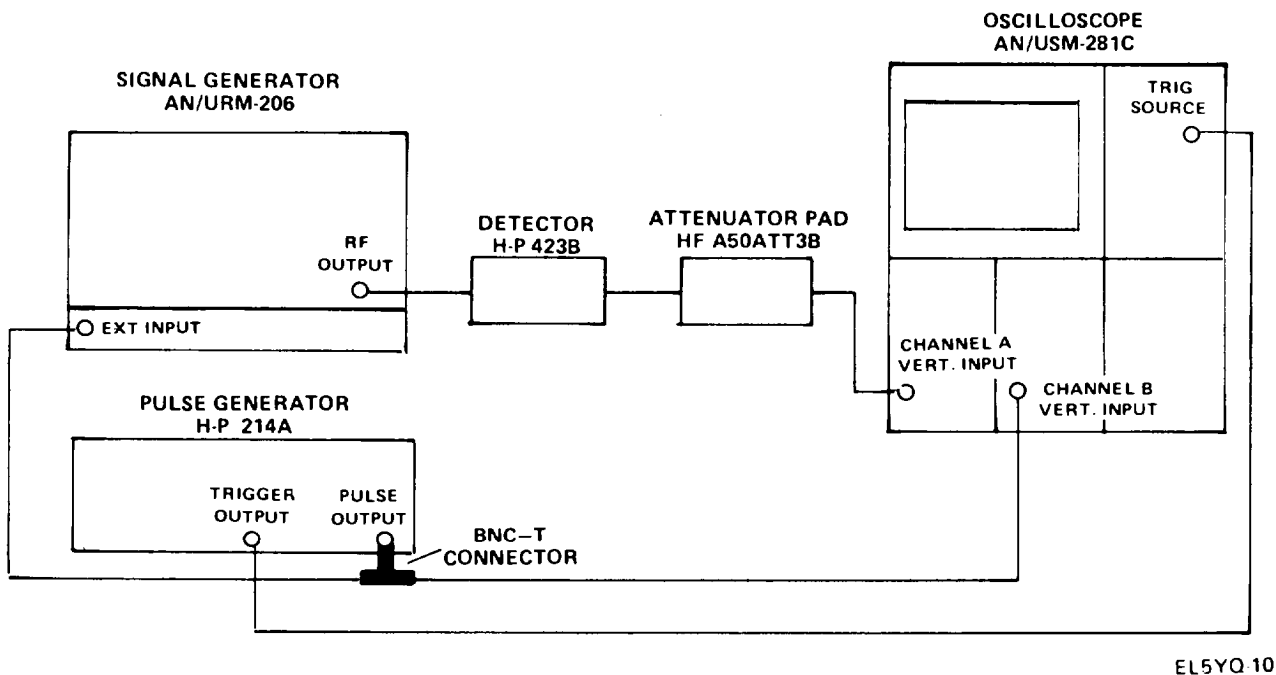 OSCILLOSCOPE
AN/USM-281C
SIGNAL GENERATOR
AN/URM-206
TRIG
SOURCE
DETECTOR
H-P 423B
ATTENUATOR PAD
HF A50ATT3B
RF
OUTPUT
EXT INPUT
CHANNEL A
VERT. INPUT
CHANNEL B
VERT. INPUT
PULSE GENERATOR
H-P 214A
TRIGGER
OUTPUT
PULSE
OUTPUT
BNC-T
CONNECTOR
EL5YQ-10